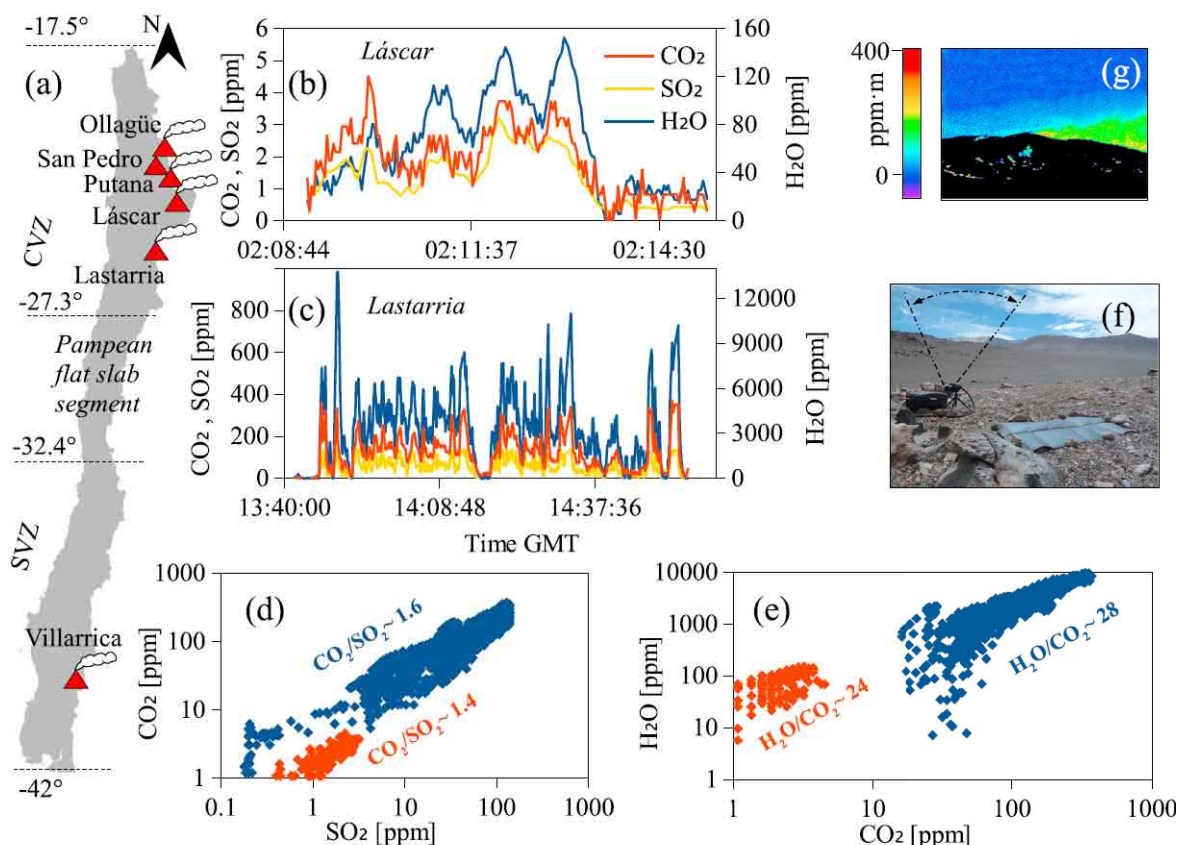 -17.5°
N
(a)
Ollagüe
San Pedro
Putana
Láscar
Lastarria
CVZ
-27.3°
Pampean
flat slab
segment
-32.4°
SVZ
Villarrica
-42°
(b)
Láscar
CO₂
SO₂
H₂O
CO₂ , SO₂ [ppm]
6
5
4
3
2
1
0
H₂O [ppm]
160
120
80
40
0
02:08:44
02:11:37
02:14:30
(c)
Lastarria
CO₂ , SO₂ [ppm]
800
600
400
200
0
H₂O [ppm]
12000
9000
6000
3000
0
13:40:00
14:08:48
14:37:36
Time GMT
(g)
400
ppm·m
0
(f)
(d)
CO₂/SO₂~ 1.6
CO₂/SO₂~ 1.4
CO₂ [ppm]
1000
100
10
1
0.1
1
10
100
1000
SO₂ [ppm]
(e)
H₂O/CO₂~ 28
H₂O/CO₂~ 24
H₂O [ppm]
10000
1000
100
10
1
1
10
100
1000
CO₂ [ppm]